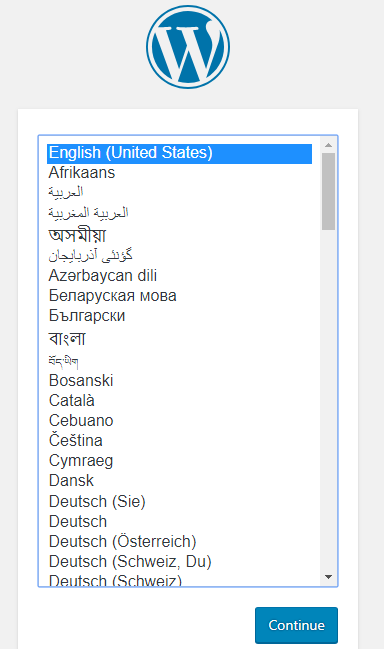 English (United States)
Afrikaans
العربية
العربية المغربية
অসমীয়া
گؤنئی آذربایجان
Azərbaycan dili
Беларуская мова
Български
বাংলা
བོད་ཡིག
Bosanski
Català
Cebuano
Čeština
Cymraeg
Dansk
Deutsch (Sie)
Deutsch
Deutsch (Österreich)
Deutsch (Schweiz, Du)
Deutsch (Schweiz)
Continue